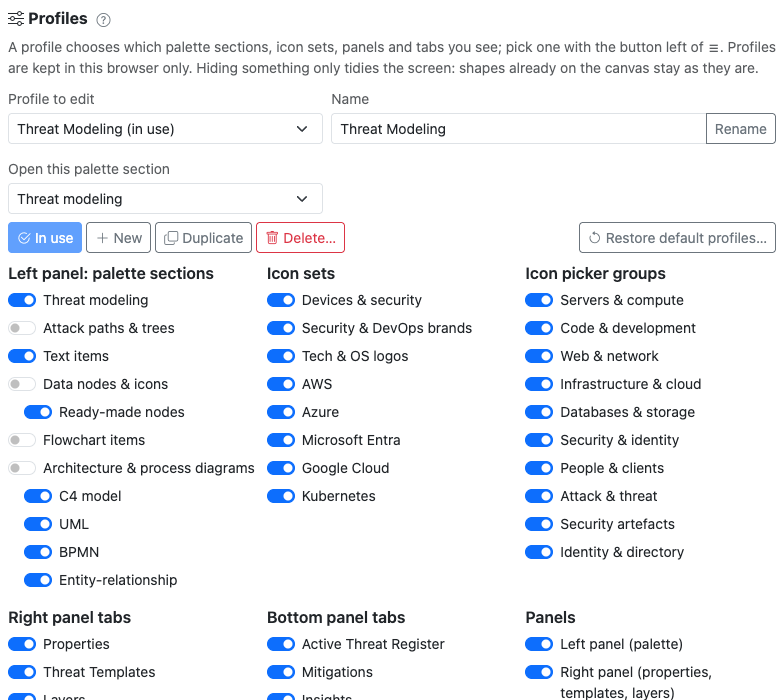 Profiles ?
A profile chooses which palette sections, icon sets, panels and tabs you see; pick one with the button left of ≡. Profiles
are kept in this browser only. Hiding something only tidies the screen: shapes already on the canvas stay as they are.
Profile to edit
Name
Threat Modeling (in use)
Threat Modeling
Rename
Open this palette section
Threat modeling
In use
New
Duplicate
Delete...
Restore default profiles...
Left panel: palette sections
Threat modeling
Attack paths & trees
Text items
Data nodes & icons
Ready-made nodes
Flowchart items
Architecture & process diagrams
C4 model
UML
BPMN
Entity-relationship
Icon sets
Devices & security
Security & DevOps brands
Tech & OS logos
AWS
Azure
Microsoft Entra
Google Cloud
Kubernetes
Icon picker groups
Servers & compute
Code & development
Web & network
Infrastructure & cloud
Databases & storage
Security & identity
People & clients
Attack & threat
Security artefacts
Identity & directory
Right panel tabs
Properties
Threat Templates
Layers
Bottom panel tabs
Active Threat Register
Mitigations
Insights
Panels
Left panel (palette)
Right panel (properties,
templates, layers)